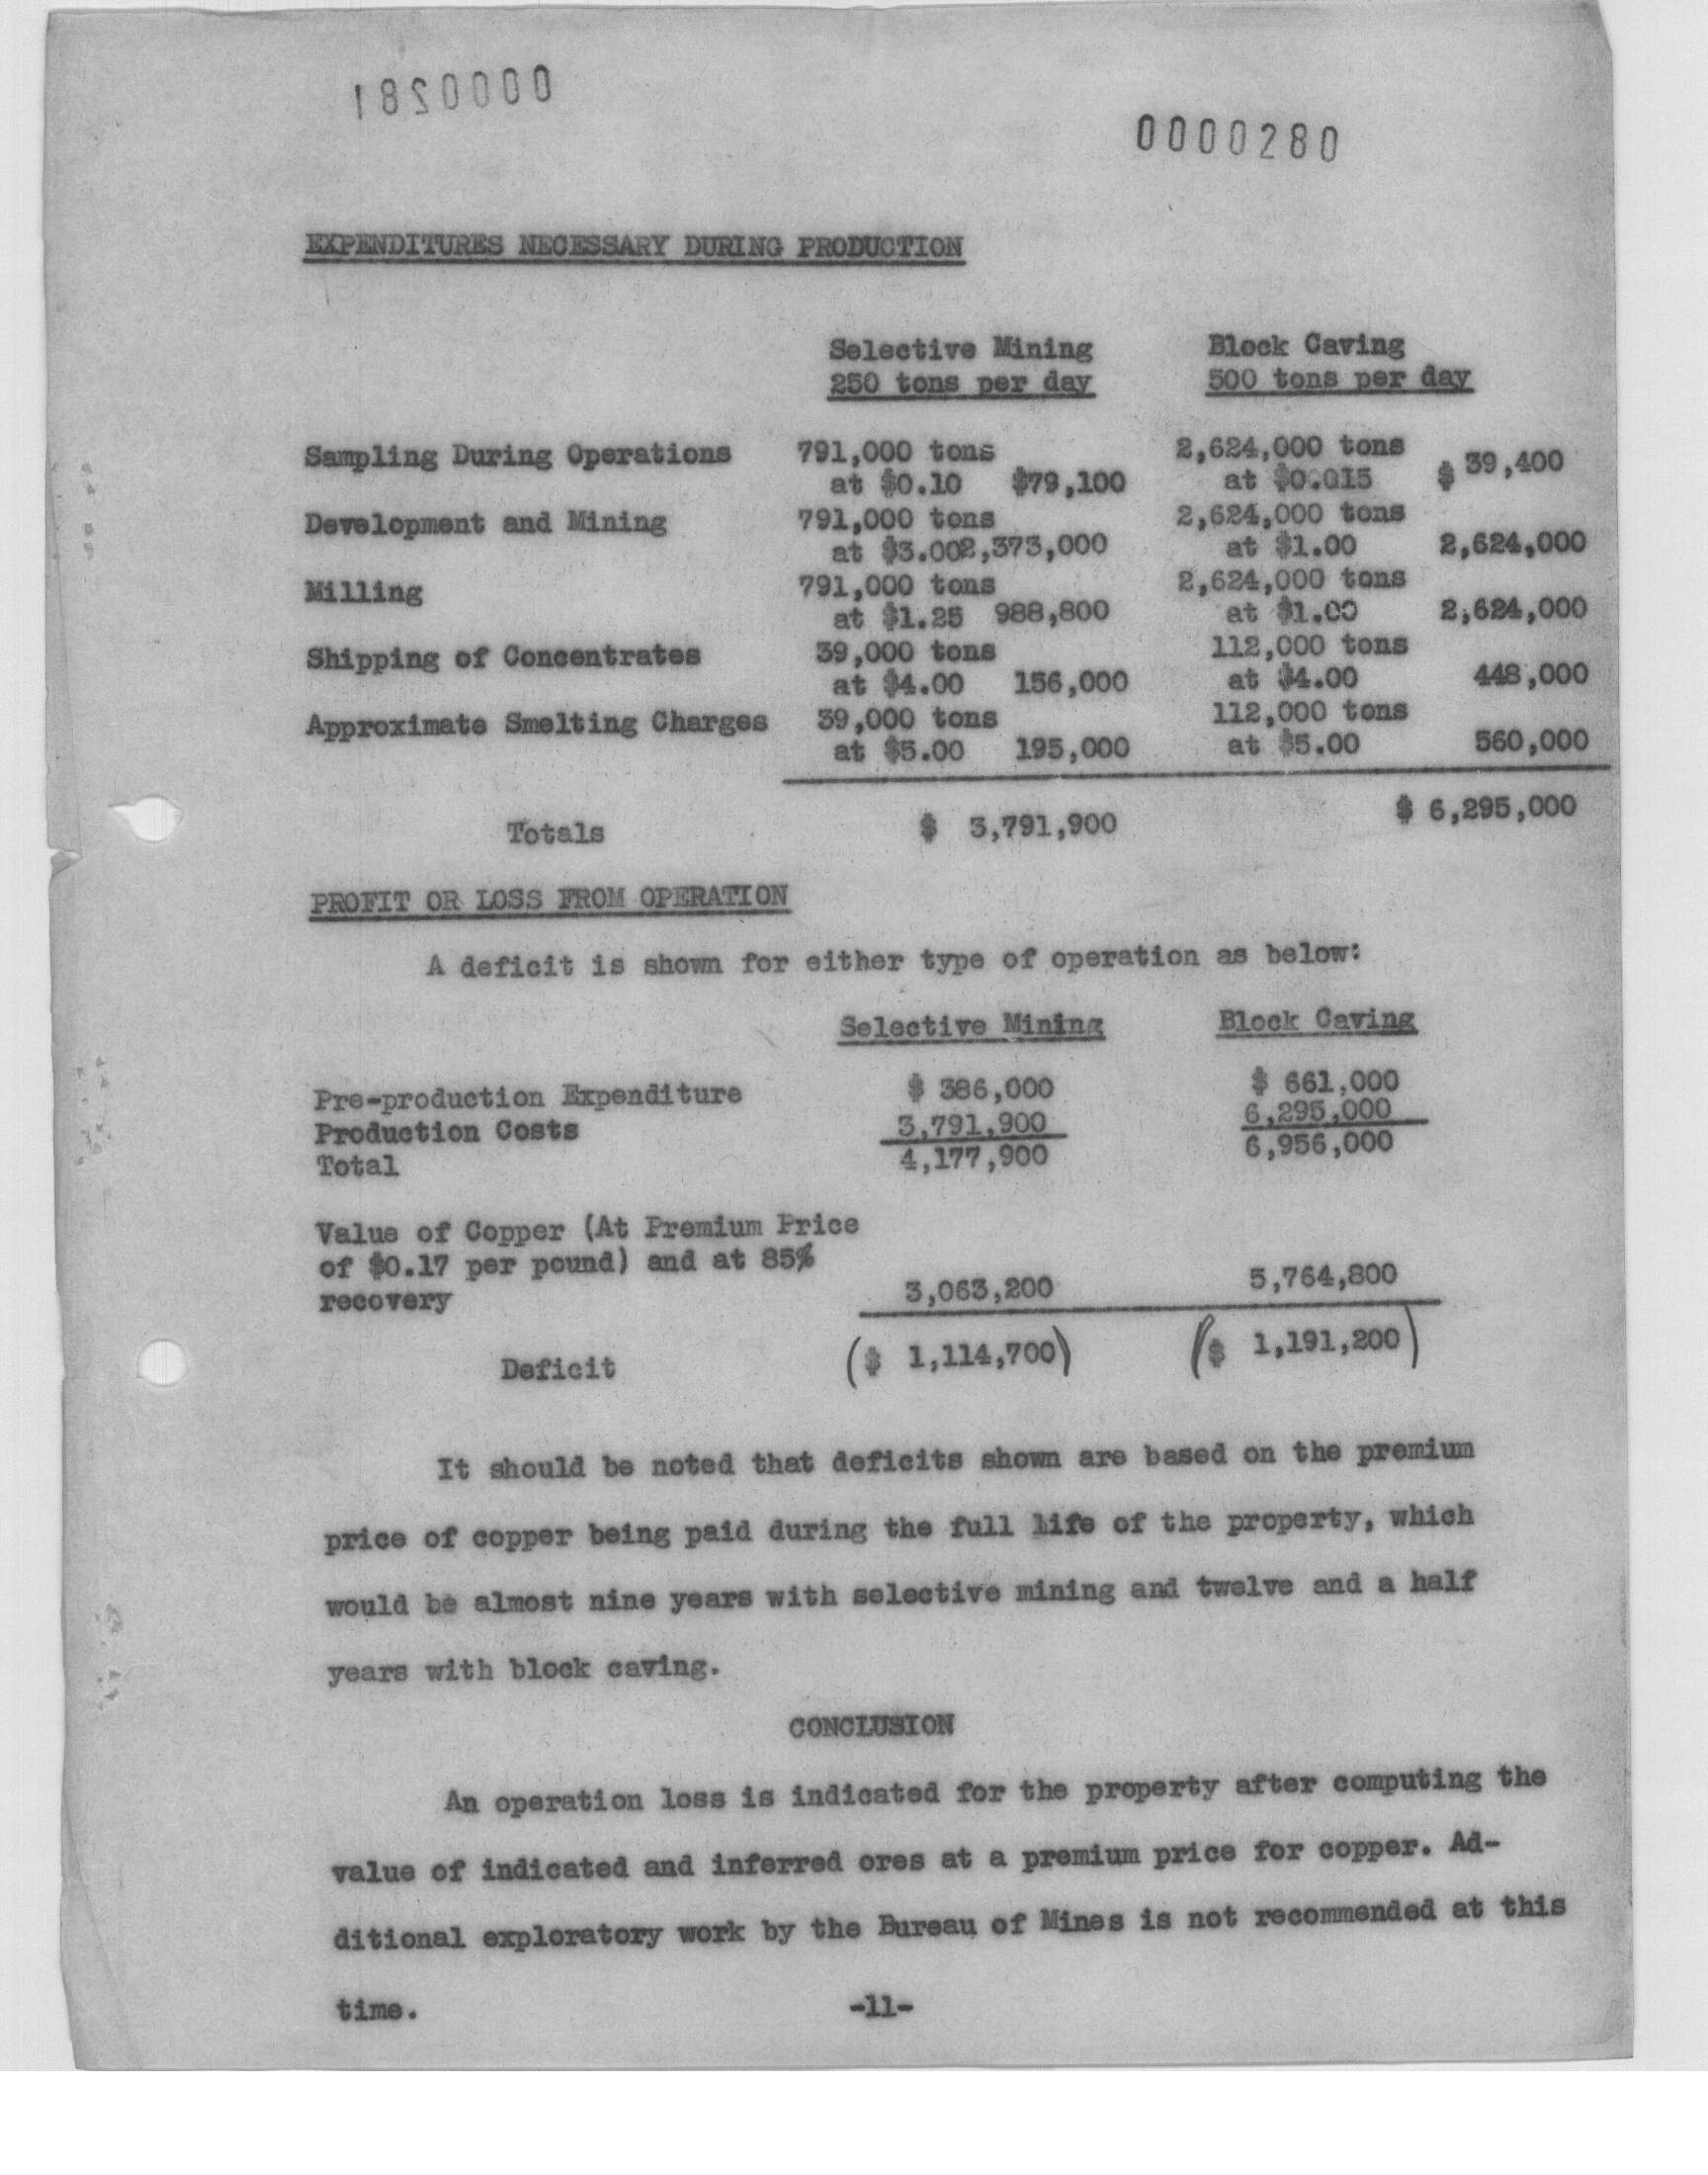 0000281
0000280
EXPENDITURES NECESSARY DURING PRODUCTION
Selective Mining Block Caving
250 tons per day 500 tons per day
Sampling During Operations 791,000 tons 2,624,000 tons
at $0.10 $79,100 at $0.015 $ 39,400
Development and Mining 791,000 tons 2,624,000 tons
at $3.00 2,373,000 at $1.00 2,624,000
Milling 791,000 tons 2,624,000 tons
at $1.25 988,800 at $1.00 2,624,000
Shipping of Concentrates 39,000 tons 112,000 tons
at $4.00 156,000 at $4.00 448,000
Approximate Smelting Charges 39,000 tons 112,000 tons
at $5.00 195,000 at $5.00 560,000
Totals $ 3,791,900 $ 6,295,000
PROFIT OR LOSS FROM OPERATION
A deficit is shown for either type of operation as below:
Selective Mining Block Caving
Pre-production Expenditure $ 386,000 $ 661,000
Production Costs 3,791,900 6,295,000
Total 4,177,900 6,956,000
Value of Copper (At Premium Price
of $0.17 per pound) and at 85%
recovery 3,063,200 5,764,800
Deficit ($ 1,114,700) ($ 1,191,200)
It should be noted that deficits shown are based on the premium
price of copper being paid during the full life of the property, which
would be almost nine years with selective mining and twelve and a half
years with block caving.
CONCLUSION
An operation loss is indicated for the property after computing the
value of indicated and inferred ores at a premium price for copper. Ad-
ditional exploratory work by the Bureau of Mines is not recommended at this
time.
-11-